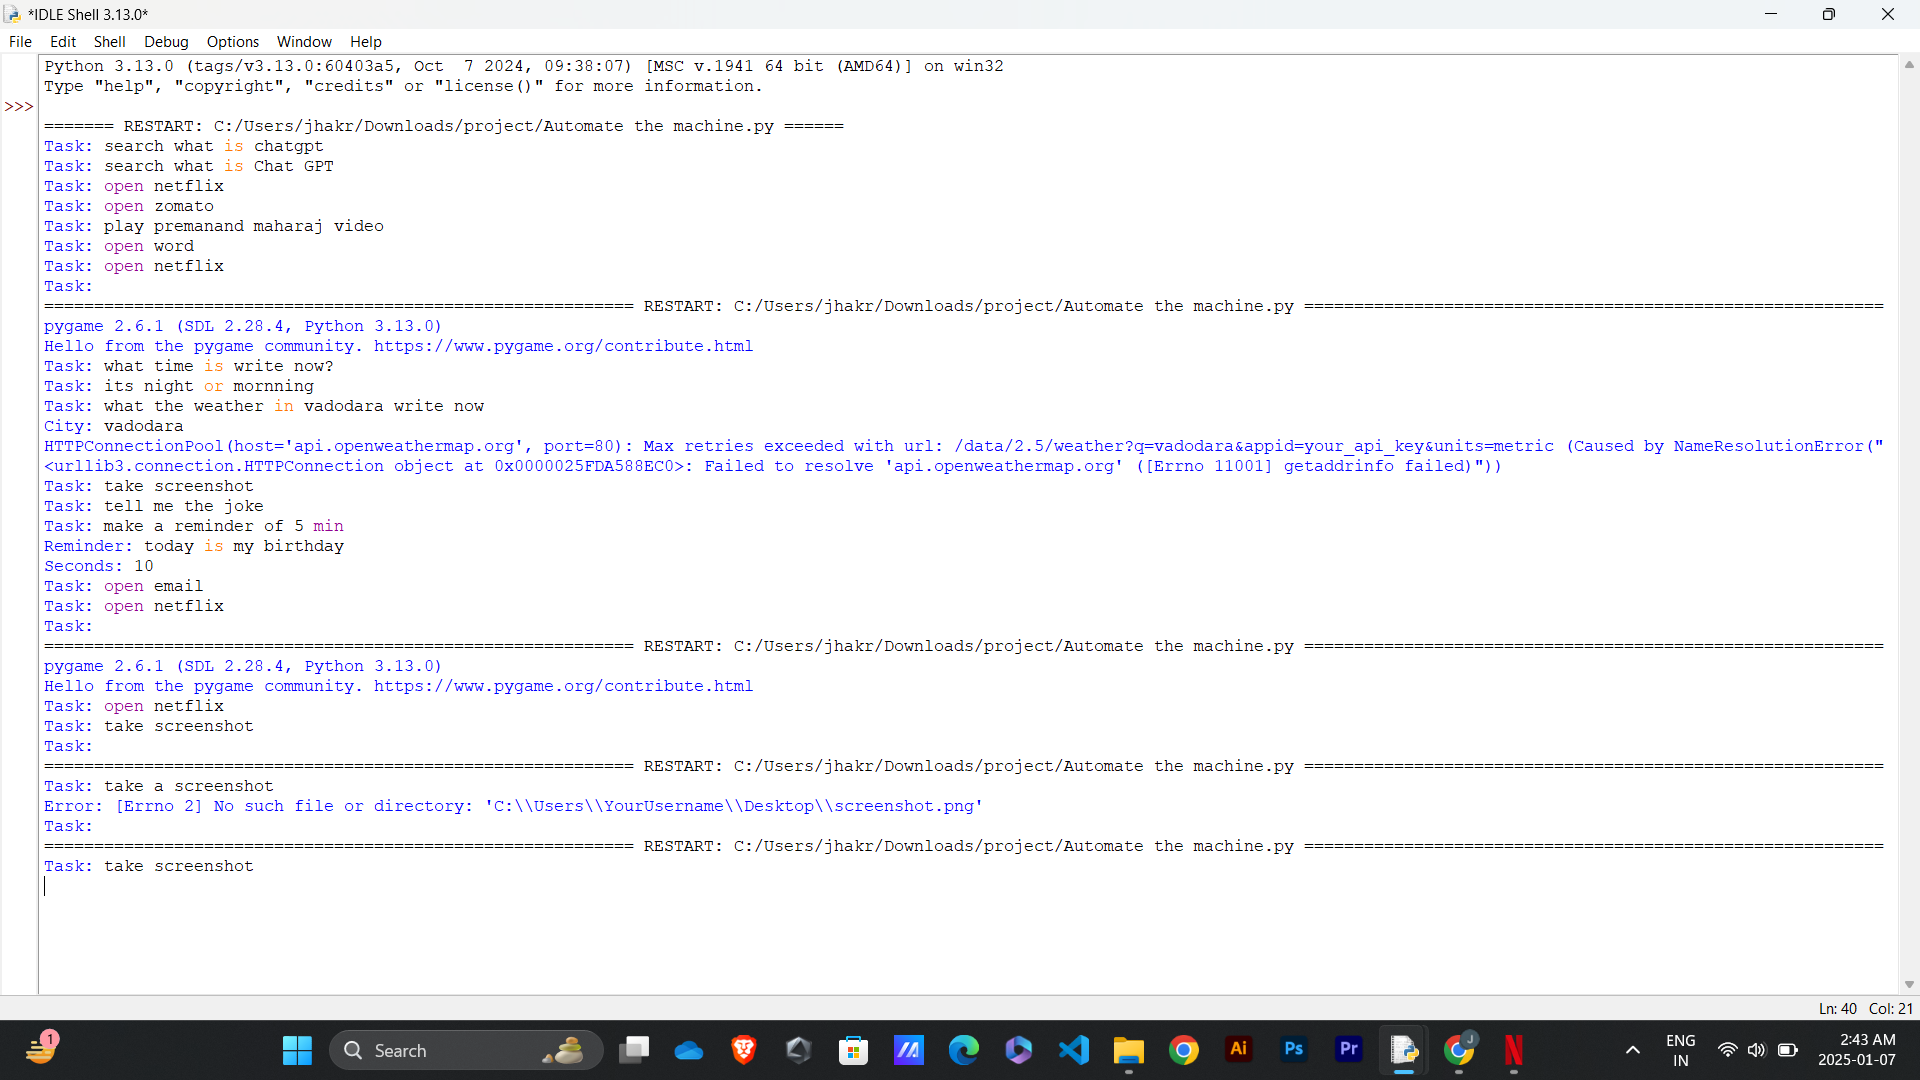 *IDLE Shell 3.13.0*
File Edit Shell Debug Options Window Help
Python 3.13.0 (tags/v3.13.0:60403a5, Oct  7 2024, 09:38:07) [MSC v.1941 64 bit (AMD64)] on win32
Type "help", "copyright", "credits" or "license()" for more information.
>>>
======= RESTART: C:/Users/jhakr/Downloads/project/Automate the machine.py ======
Task: search what is chatgpt
Task: search what is Chat GPT
Task: open netflix
Task: open zomato
Task: play premanand maharaj video
Task: open word
Task: open netflix
Task:
=========================================================== RESTART: C:/Users/jhakr/Downloads/project/Automate the machine.py ==========================================================
pygame 2.6.1 (SDL 2.28.4, Python 3.13.0)
Hello from the pygame community. https://www.pygame.org/contribute.html
Task: what time is write now?
Task: its night or mornning
Task: what the weather in vadodara write now
City: vadodara
HTTPConnectionPool(host='api.openweathermap.org', port=80): Max retries exceeded with url: /data/2.5/weather?q=vadodara&appid=your_api_key&units=metric (Caused by NameResolutionError("
<urllib3.connection.HTTPConnection object at 0x0000025FDA588EC0>: Failed to resolve 'api.openweathermap.org' ([Errno 11001] getaddrinfo failed)"))
Task: take screenshot
Task: tell me the joke
Task: make a reminder of 5 min
Reminder: today is my birthday
Seconds: 10
Task: open email
Task: open netflix
Task:
=========================================================== RESTART: C:/Users/jhakr/Downloads/project/Automate the machine.py ==========================================================
pygame 2.6.1 (SDL 2.28.4, Python 3.13.0)
Hello from the pygame community. https://www.pygame.org/contribute.html
Task: open netflix
Task: take screenshot
Task:
=========================================================== RESTART: C:/Users/jhakr/Downloads/project/Automate the machine.py ==========================================================
Task: take a screenshot
Error: [Errno 2] No such file or directory: 'C:\\Users\\YourUsername\\Desktop\\screenshot.png'
Task:
=========================================================== RESTART: C:/Users/jhakr/Downloads/project/Automate the machine.py ==========================================================
Task: take screenshot
Ln: 40 Col: 21
1
Search
Ai
Ps
Pr
J
ENG
IN
2:43 AM
2025-01-07